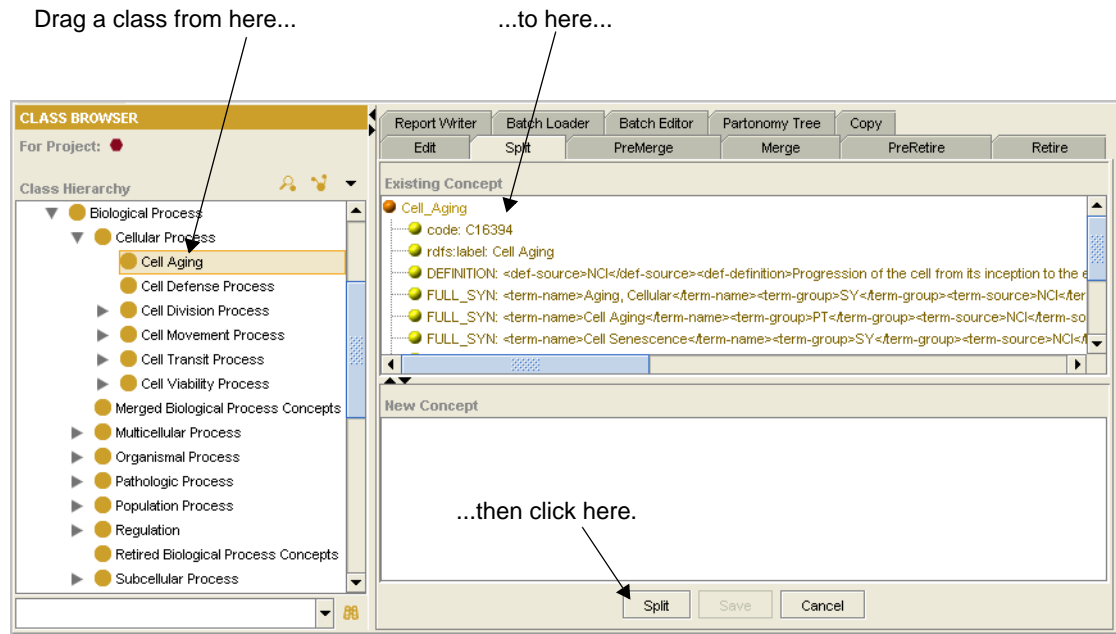 Drag a class from here...
...to here...
CLASS BROWSER
For Project:
Class Hierarchy
Biological Process
Cellular Process
Cell Aging
Cell Defense Process
Cell Division Process
Cell Movement Process
Cell Transit Process
Cell Viability Process
Merged Biological Process Concepts
Multicellular Process
Organismal Process
Pathologic Process
Population Process
Regulation
Retired Biological Process Concepts
Subcellular Process
Report Writer Batch Loader Batch Editor Partonomy Tree Copy
Edit Split PreMerge Merge PreRetire Retire
Existing Concept
Cell_Aging
code: C16394
rdfs:label: Cell Aging
DEFINITION: <def-source>NCI</def-source><def-definition>Progression of the cell from its inception to the e
FULL_SYN: <term-name>Aging, Cellular</term-name><term-group>SY</term-group><term-source>NCI</ter
FULL_SYN: <term-name>Cell Aging</term-name><term-group>PT</term-group><term-source>NCI</term-so
FULL_SYN: <term-name>Cell Senescence</term-name><term-group>SY</term-group><term-source>NCI</
New Concept
...then click here.
Split Save Cancel